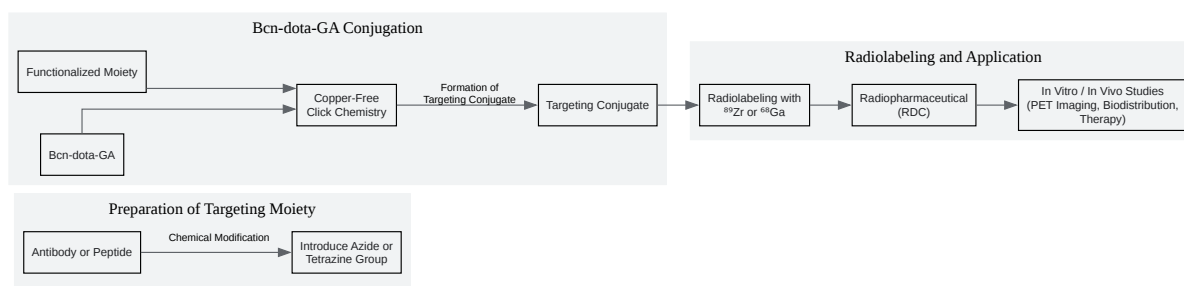 Bcn-dota-GA Conjugation
Functionalized Moiety
Bcn-dota-GA
Copper-Free
Click Chemistry
Formation of
Targeting Conjugate
Targeting Conjugate
Radiolabeling and Application
Radiolabeling with
⁸⁹Zr or ⁶⁸Ga
Radiopharmaceutical
(RDC)
In Vitro / In Vivo Studies
(PET Imaging, Biodistribution,
Therapy)
Preparation of Targeting Moiety
Antibody or Peptide
Chemical Modification
Introduce Azide or
Tetrazine Group